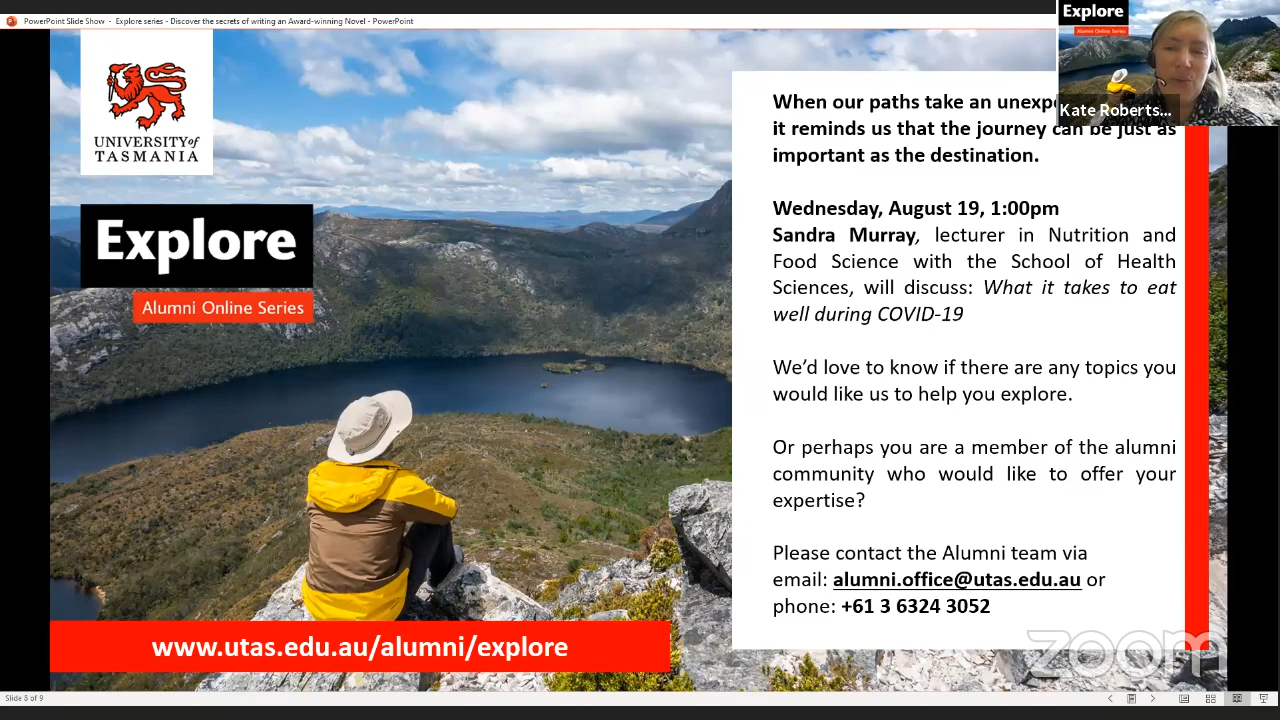 PowerPoint Slide Show - Explore series - Discover the secrets of writing an Award-winning Novel - PowerPoint
Explore
Alumni Online Series
Kate Roberts...
UNIVERSITY of
TASMANIA
Explore
Alumni Online Series
When our paths take an
it reminds us that the journey can be just as
important as the destination.
Wednesday, August 19, 1:00pm
Sandra Murray, lecturer in Nutrition and
Food Science with the School of Health
Sciences, will discuss: What it takes to eat
well during COVID-19
We'd love to know if there are any topics you
would like us to help you explore.
Or perhaps you are a member of the alumni
community who would like to offer your
expertise?
Please contact the Alumni team via
email: alumni.office@utas.edu.au or
phone: +61 3 6324 3052
www.utas.edu.au/alumni/explore
zoom
Slide 8 of 9